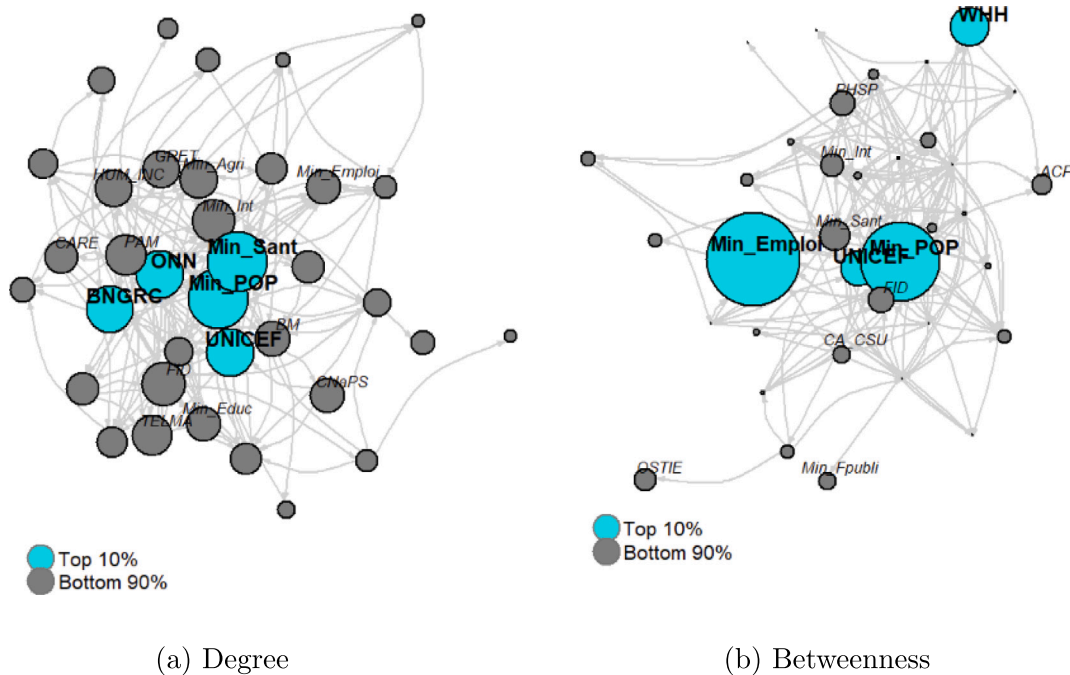 GRET
Min_Agri
HUM_INC
Min_Emploi
Min_Int
CARE
PAM
ONN
Min_Sant
Min_POP
BNGRC
UNICEF
BM
FID
CNaPS
Min_Educ
TELMA
Top 10%
Bottom 90%
(a) Degree
WHH
PHSP
Min_Int
ACF
Min_Sant
Min_Emploi
Min_POP
UNICEF
FID
CA_CSU
OSTIE
Min_Fpubli
Top 10%
Bottom 90%
(b) Betweenness